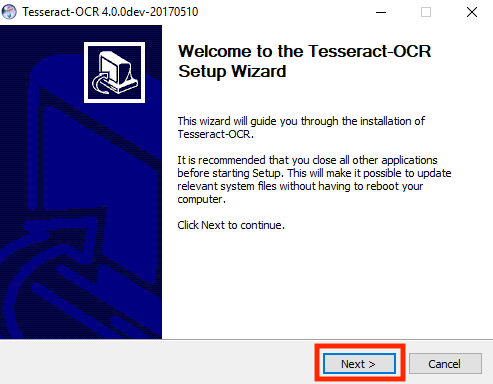 Tesseract-OCR 4.0.0dev-20170510
Welcome to the Tesseract-OCR
Setup Wizard
This wizard will guide you through the installation of
Tesseract-OCR.
It is recommended that you close all other applications
before starting Setup. This will make it possible to update
relevant system files without having to reboot your
computer.
Click Next to continue.
Next >
Cancel